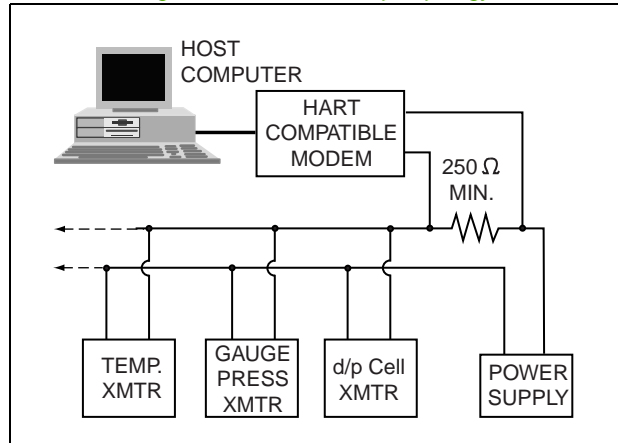 HOST
COMPUTER
HART
COMPATIBLE
MODEM
250 Ω
MIN.
TEMP.
XMTR
GAUGE
PRESS
XMTR
d/p Cell
XMTR
POWER
SUPPLY